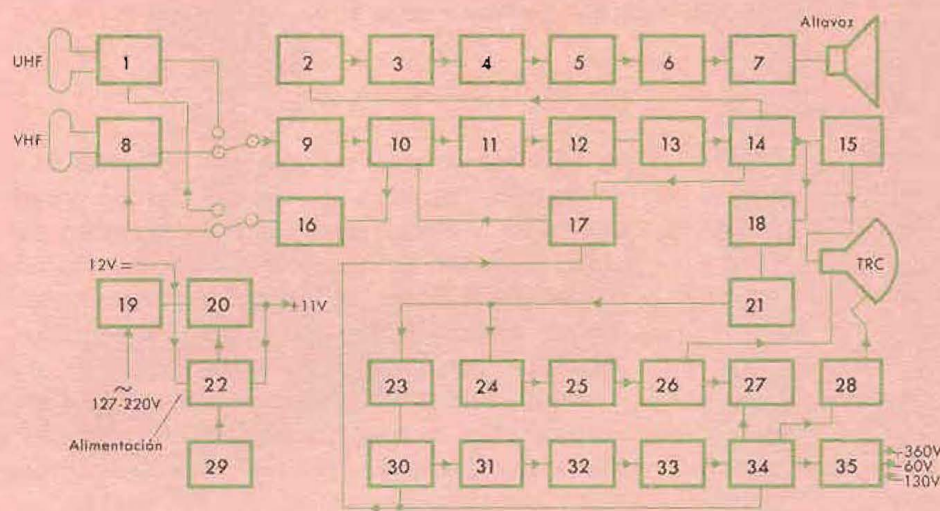 Altavoz
UHF 1 2 3 4 5 6 7
VHF 8 9 10 11 12 13 14 15
16 17 18
TRC
12V=
19 20 +11V 21
~
127-220V
22 23 24 25 26 27 28
Alimentación
29 30 31 32 33 34 35
360V
60V
130V